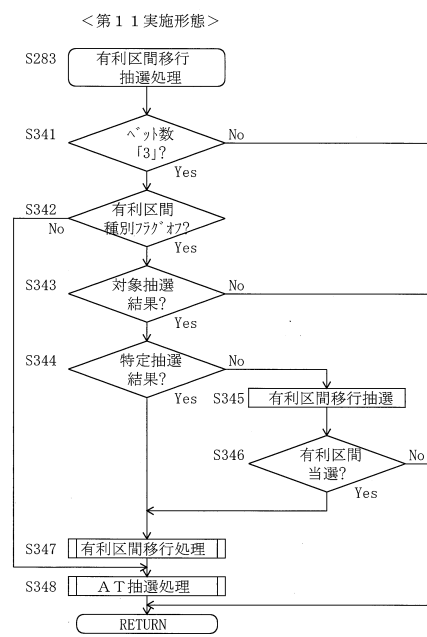 ＜第１１実施形態＞
S283
有利区間移行
抽選処理
S341
ﾍﾞｯﾄ数
「3」?
No
Yes
S342
有利区間
種別ﾌﾗｸﾞｵﾌ?
No
Yes
S343
対象抽選
結果?
No
Yes
S344
特定抽選
結果?
No
Yes
S345
有利区間移行抽選
S346
有利区間
当選?
No
Yes
S347
有利区間移行処理
S348
ＡＴ抽選処理
RETURN